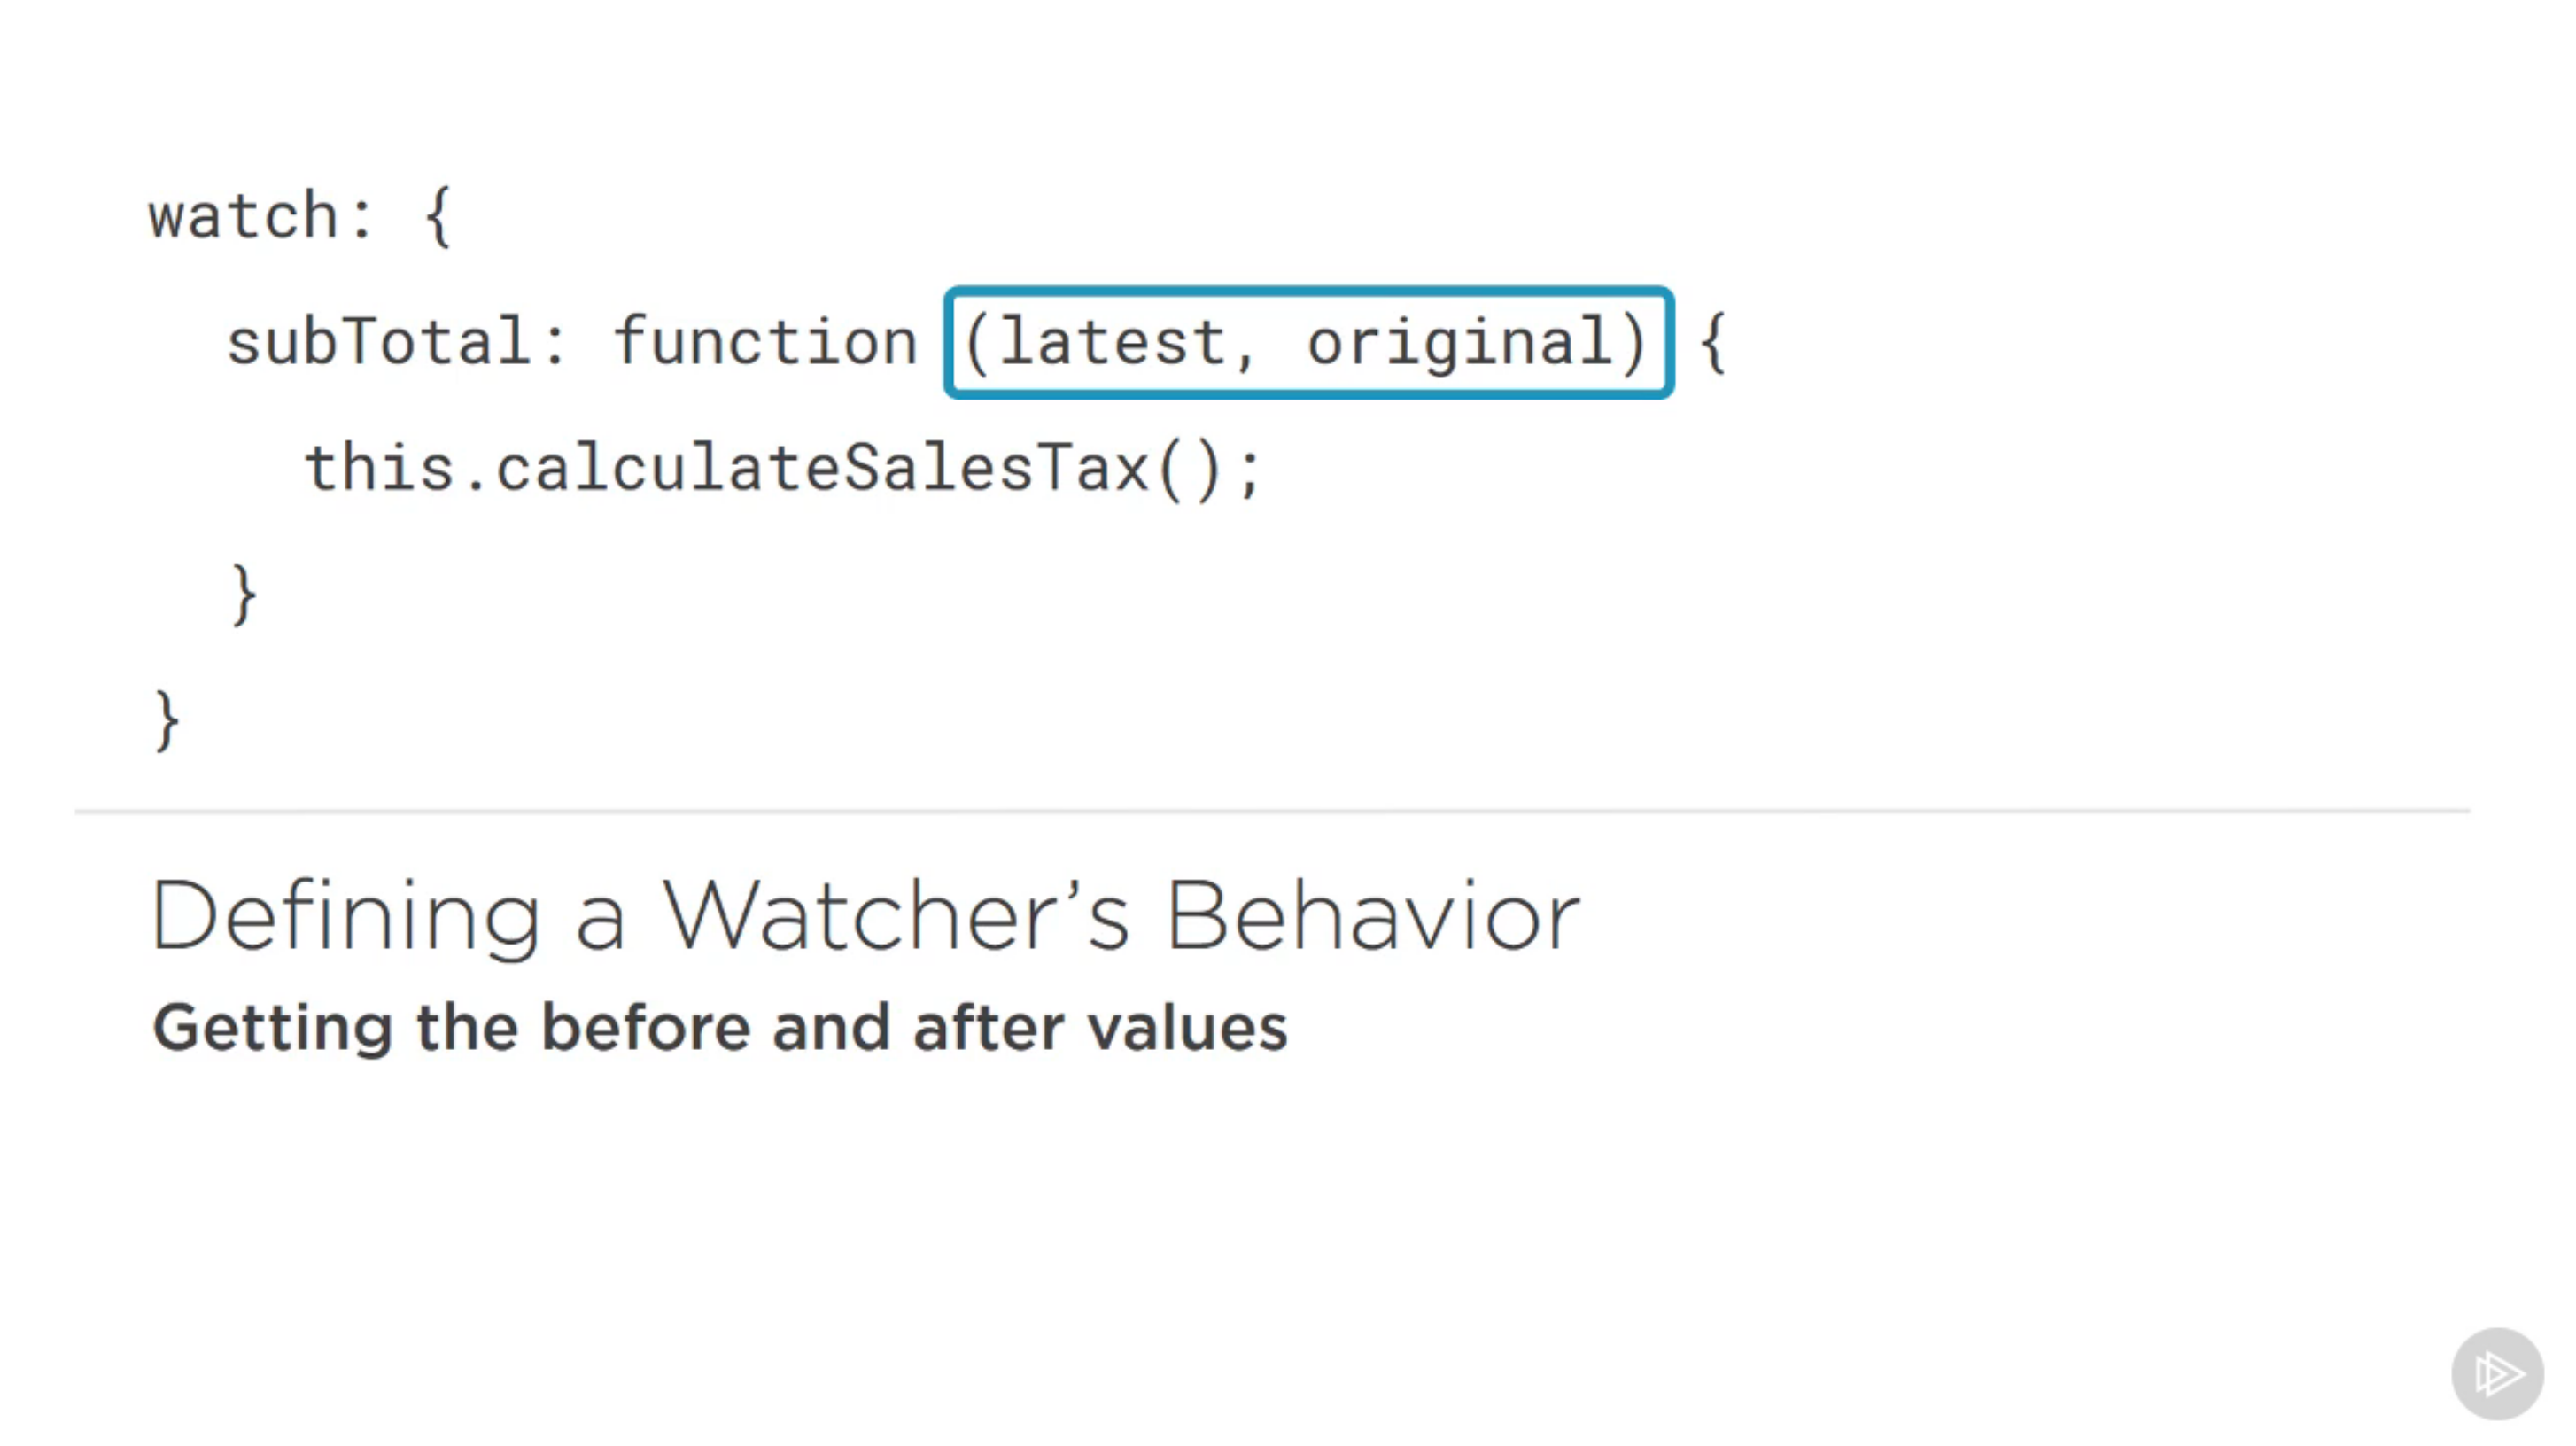 watch: {
subTotal: function (latest, original) {
this.calculateSalesTax();
}
}
Defining a Watcher’s Behavior
Getting the before and after values